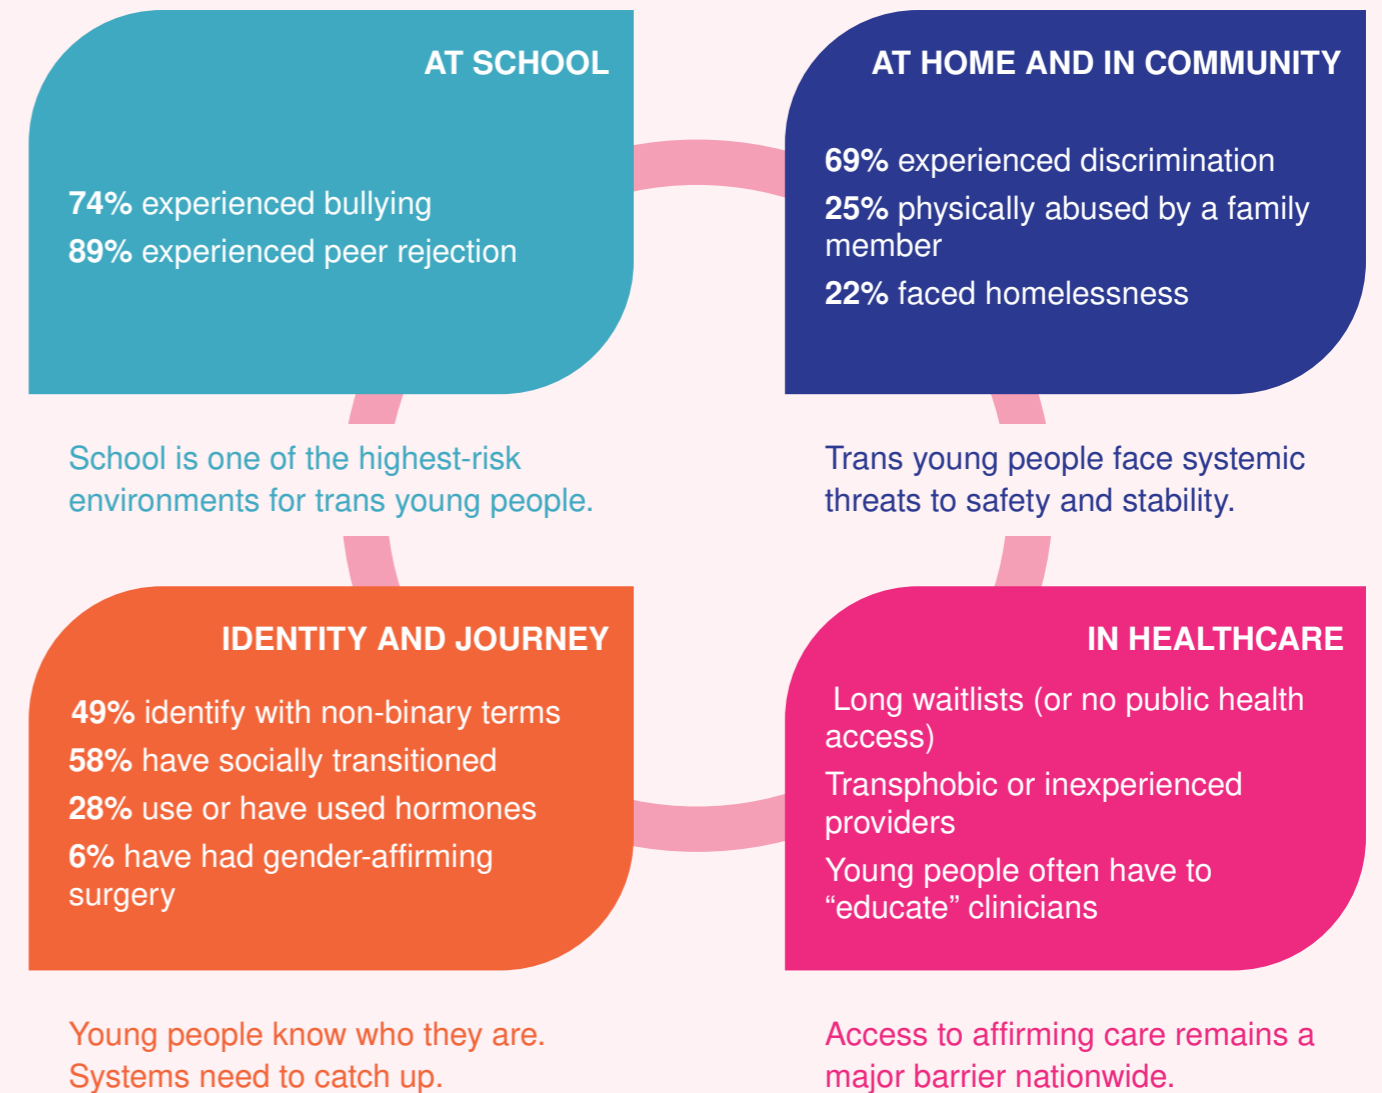 AT SCHOOL
74% experienced bullying
89% experienced peer rejection
School is one of the highest-risk
environments for trans young people.
AT HOME AND IN COMMUNITY
69% experienced discrimination
25% physically abused by a family
member
22% faced homelessness
Trans young people face systemic
threats to safety and stability.
IDENTITY AND JOURNEY
49% identify with non-binary terms
58% have socially transitioned
28% use or have used hormones
6% have had gender-affirming
surgery
Young people know who they are.
Systems need to catch up.
IN HEALTHCARE
Long waitlists (or no public health
access)
Transphobic or inexperienced
providers
Young people often have to
“educate” clinicians
Access to affirming care remains a
major barrier nationwide.